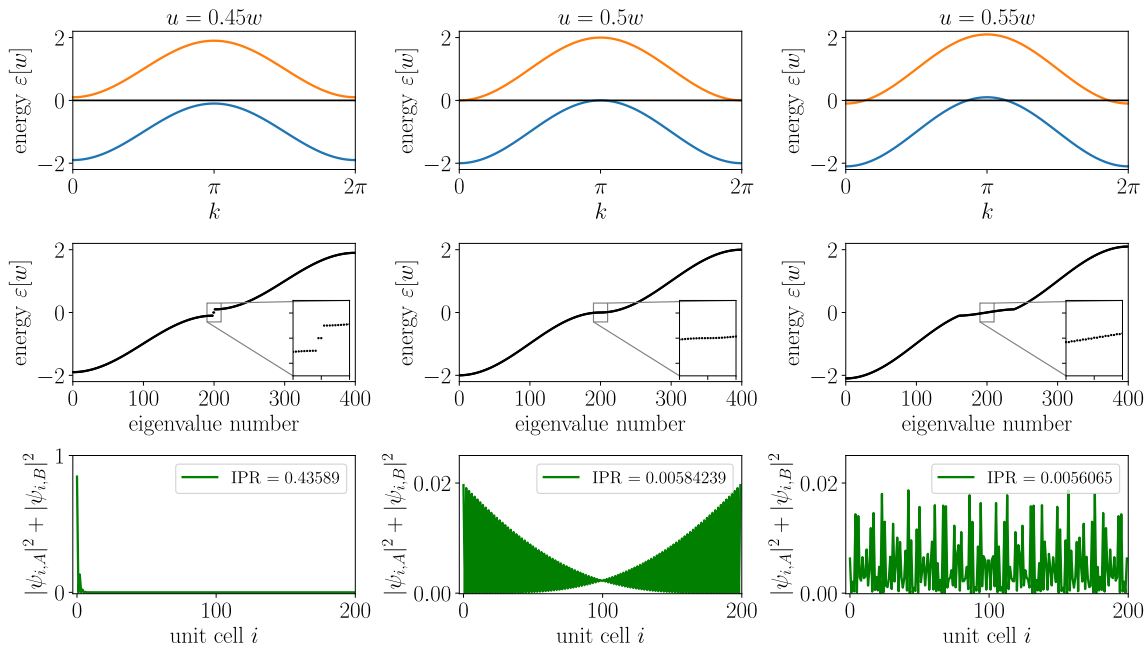 u = 0.45w
u = 0.5w
u = 0.55w
energy ε[w]
2
0
−2
0
π
2π
k
energy ε[w]
2
0
−2
0
π
2π
k
energy ε[w]
2
0
−2
0
π
2π
k
energy ε[w]
2
0
−2
0 100 200 300 400
eigenvalue number
energy ε[w]
2
0
−2
0 100 200 300 400
eigenvalue number
energy ε[w]
2
0
−2
0 100 200 300 400
eigenvalue number
|ψi,A|² + |ψi,B|²
1
0
IPR = 0.43589
0 100 200
unit cell i
|ψi,A|² + |ψi,B|²
0.02
0.00
IPR = 0.00584239
0 100 200
unit cell i
|ψi,A|² + |ψi,B|²
0.02
0.00
IPR = 0.0056065
0 100 200
unit cell i